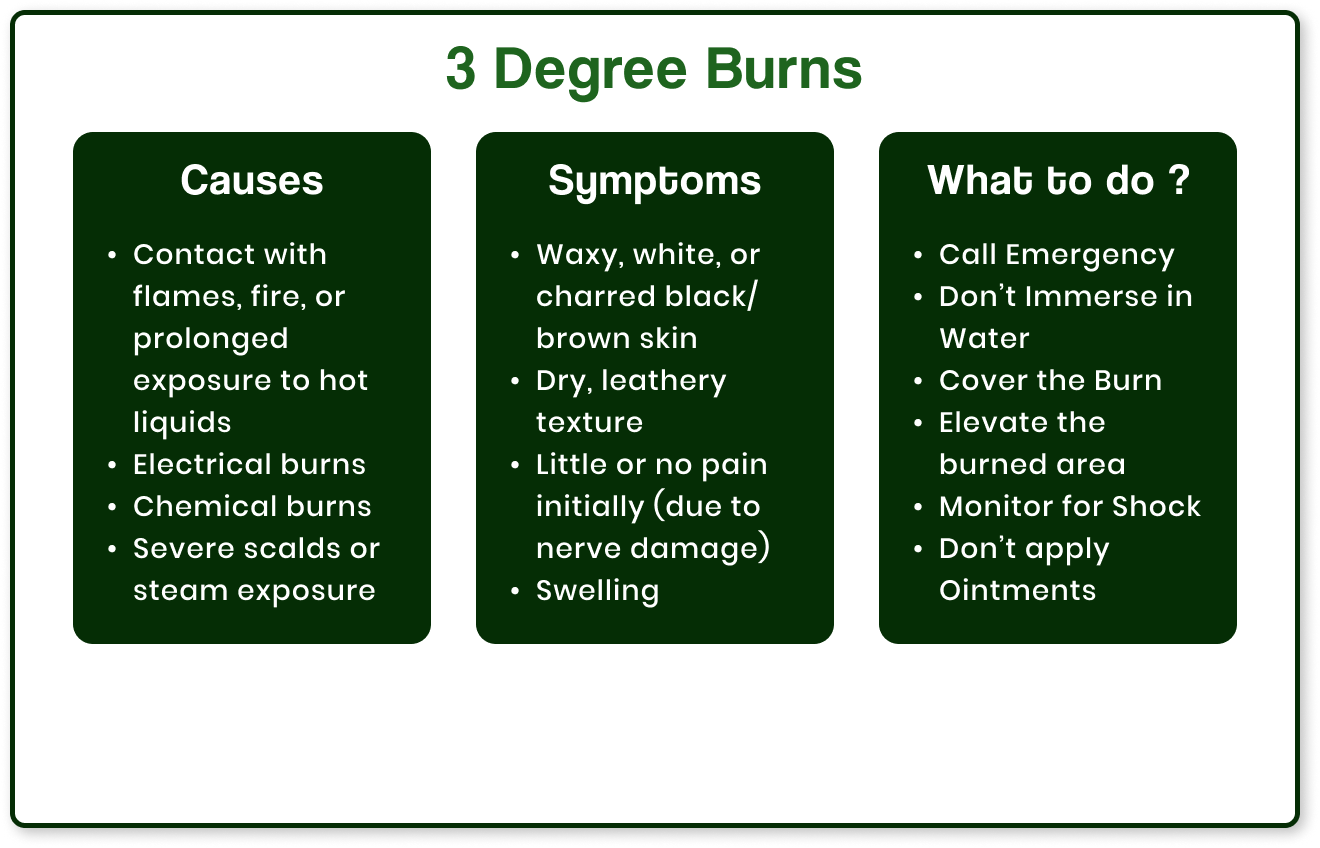 3 Degree Burns
Causes
• Contact with
flames, fire, or
prolonged
exposure to hot
liquids
• Electrical burns
• Chemical burns
• Severe scalds or
steam exposure
Symptoms
• Waxy, white, or
charred black/
brown skin
• Dry, leathery
texture
• Little or no pain
initially (due to
nerve damage)
• Swelling
What to do ?
• Call Emergency
• Don’t Immerse in
Water
• Cover the Burn
• Elevate the
burned area
• Monitor for Shock
• Don’t apply
Ointments